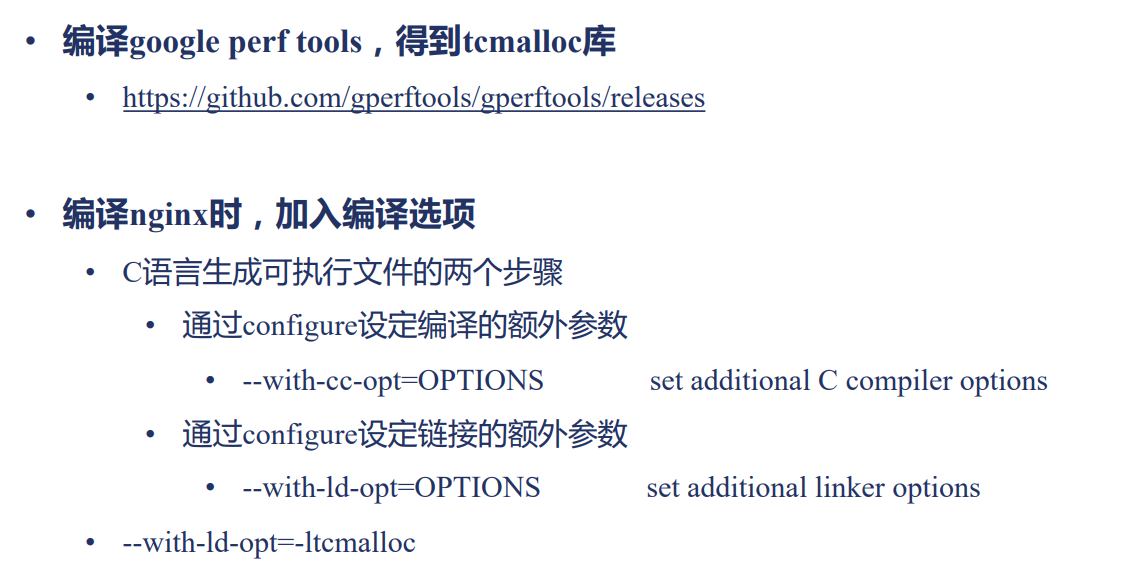 • 编译google perf tools，得到tcmalloc库
• https://github.com/gperftools/gperftools/releases
• 编译nginx时，加入编译选项
• C语言生成可执行文件的两个步骤
• 通过configure设定编译的额外参数
• --with-cc-opt=OPTIONS set additional C compiler options
• 通过configure设定链接的额外参数
• --with-ld-opt=OPTIONS set additional linker options
• --with-ld-opt=-ltcmalloc